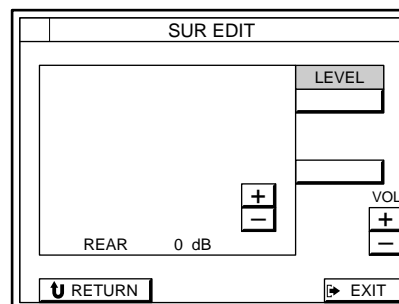 SUR EDIT
LEVEL
+
−
VOL
+
−
REAR 0 dB
RETURN
EXIT